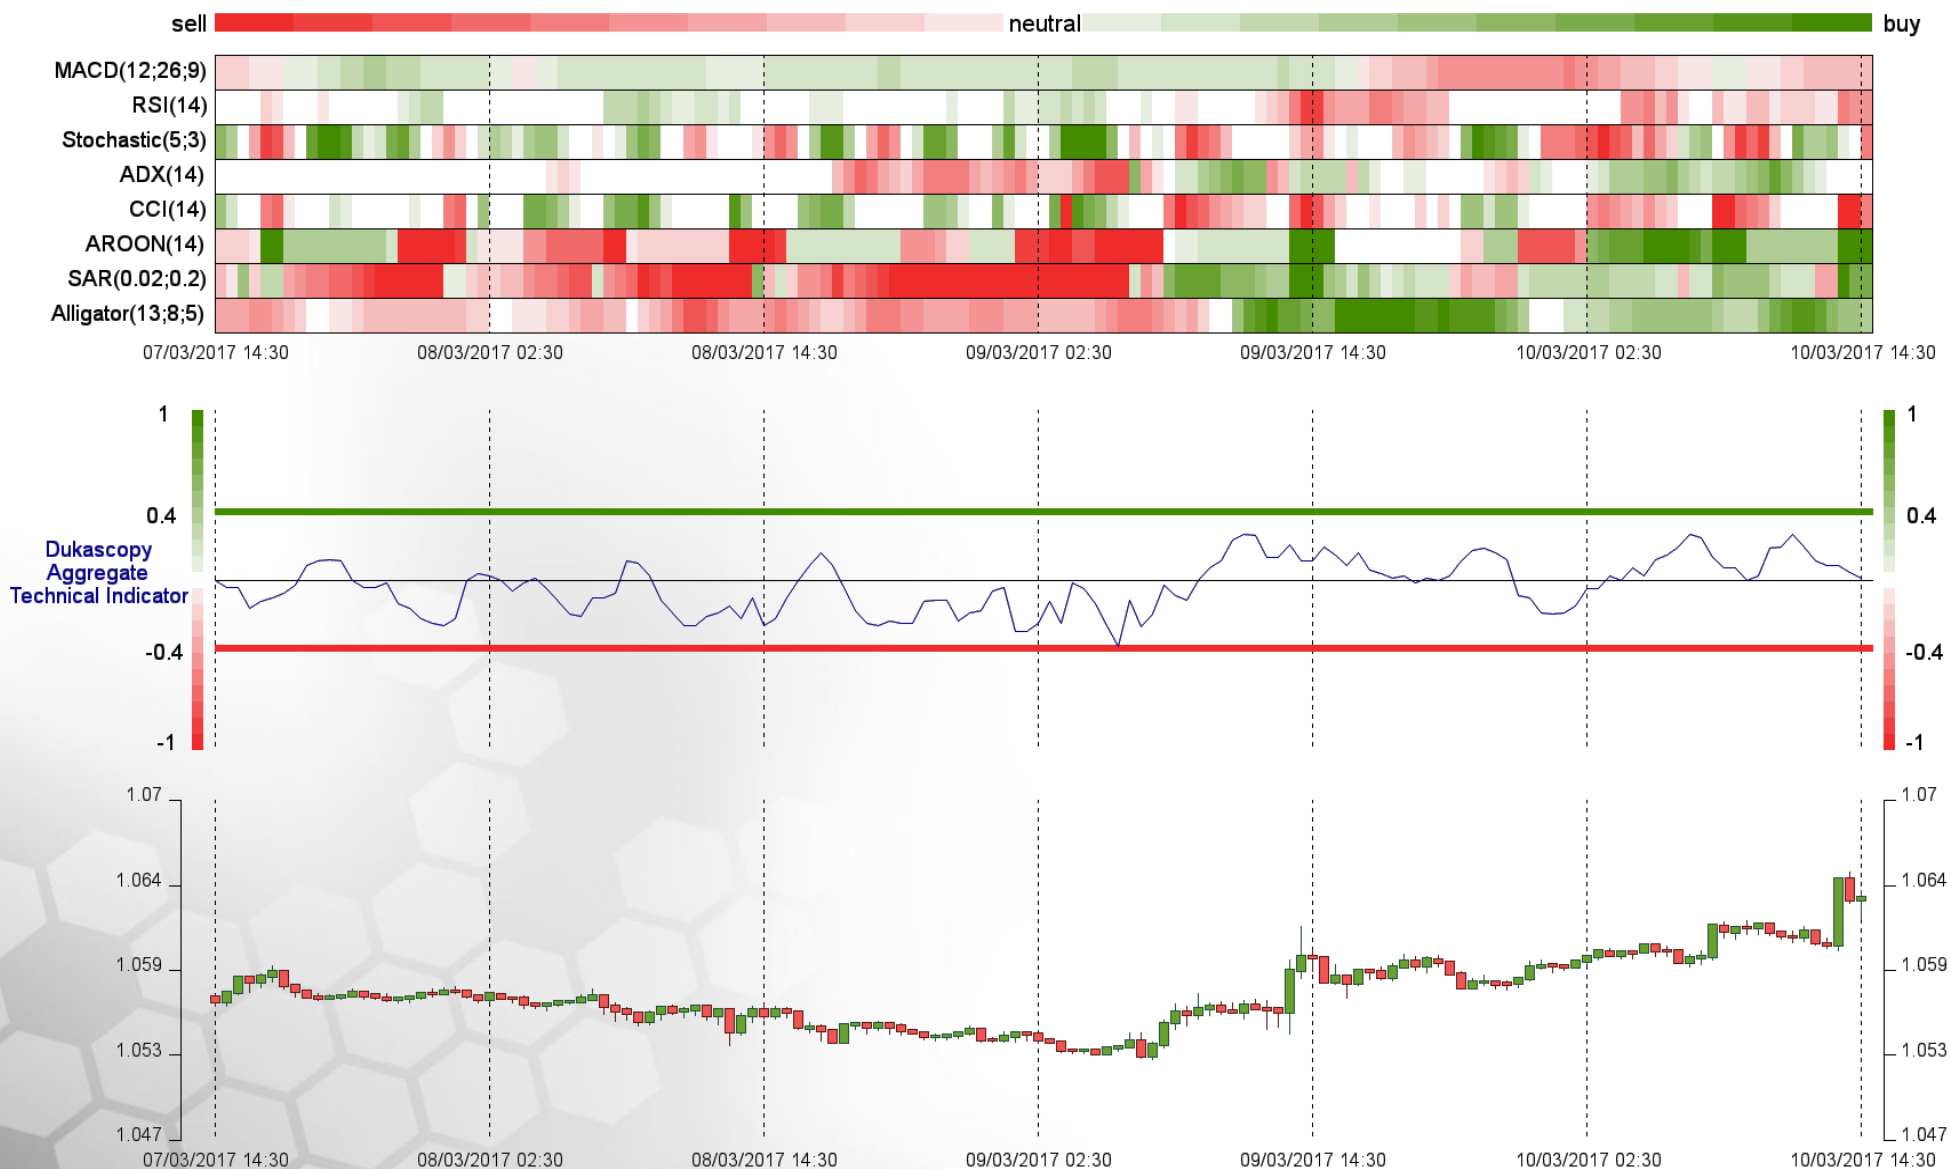 sell neutral buy
MACD(12;26;9)
RSI(14)
Stochastic(5;3)
ADX(14)
CCI(14)
AROON(14)
SAR(0.02;0.2)
Alligator(13;8;5)
07/03/2017 14:30 08/03/2017 02:30 08/03/2017 14:30 09/03/2017 02:30 09/03/2017 14:30 10/03/2017 02:30 10/03/2017 14:30
1 1
0.4 0.4
Dukascopy
Aggregate
Technical Indicator
-0.4 -0.4
-1 -1
1.07 1.07
1.064 1.064
1.059 1.059
1.053 1.053
1.047 1.047
07/03/2017 14:30 08/03/2017 02:30 08/03/2017 14:30 09/03/2017 02:30 09/03/2017 14:30 10/03/2017 02:30 10/03/2017 14:30